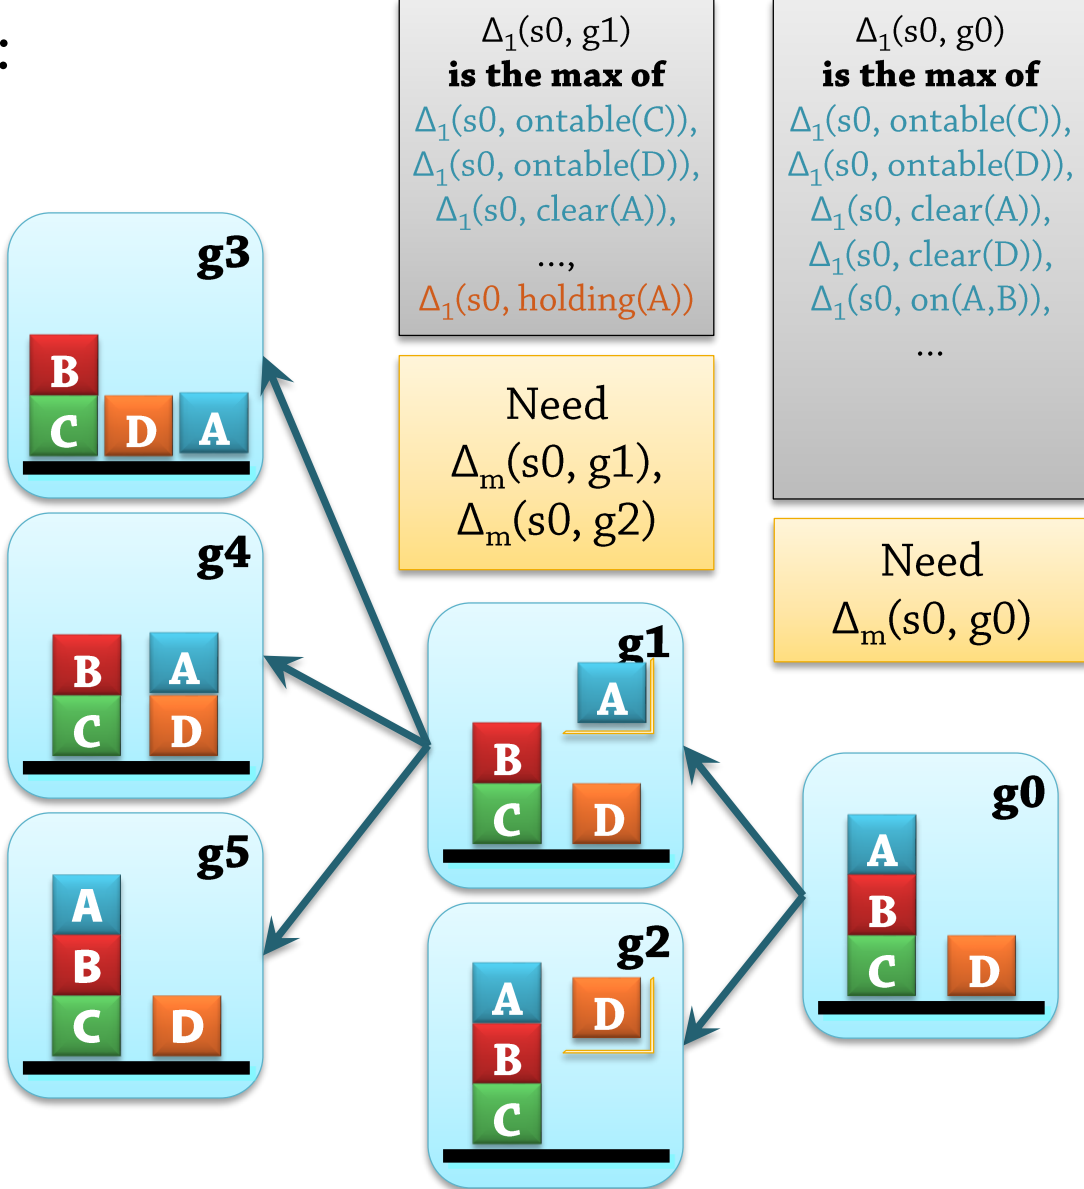 :
Δ₁(s0, g1)
is the max of
Δ₁(s0, ontable(C)),
Δ₁(s0, ontable(D)),
Δ₁(s0, clear(A)),
...,
Δ₁(s0, holding(A))
Δ₁(s0, g0)
is the max of
Δ₁(s0, ontable(C)),
Δ₁(s0, ontable(D)),
Δ₁(s0, clear(A)),
Δ₁(s0, clear(D)),
Δ₁(s0, on(A,B)),
...
Need
Δₘ(s0, g1),
Δₘ(s0, g2)
Need
Δₘ(s0, g0)
g3
B
C D A
g4
B A
C D
g5
A
B
C D
g1
A
B
C D
g2
A D
B
C
g0
A
B
C D